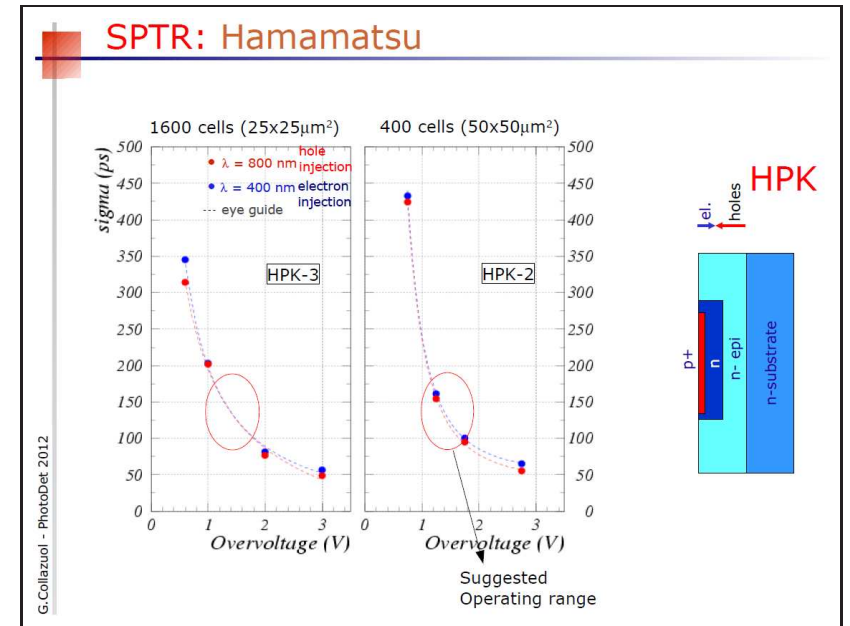 SPTR: Hamamatsu
1600 cells (25x25μm²)
400 cells (50x50μm²)
sigma (ps)
500
450
400
350
300
250
200
150
100
50
0
λ = 800 nm hole injection
λ = 400 nm electron injection
---- eye guide
HPK-3
0 1 2 3
Overvoltage (V)
HPK-2
0 1 2 3
Overvoltage (V)
500
450
400
350
300
250
200
150
100
50
0
Suggested
Operating range
HPK
el.
holes
p+
n
n- epi
n-substrate
G.Collazuol - PhotoDet 2012